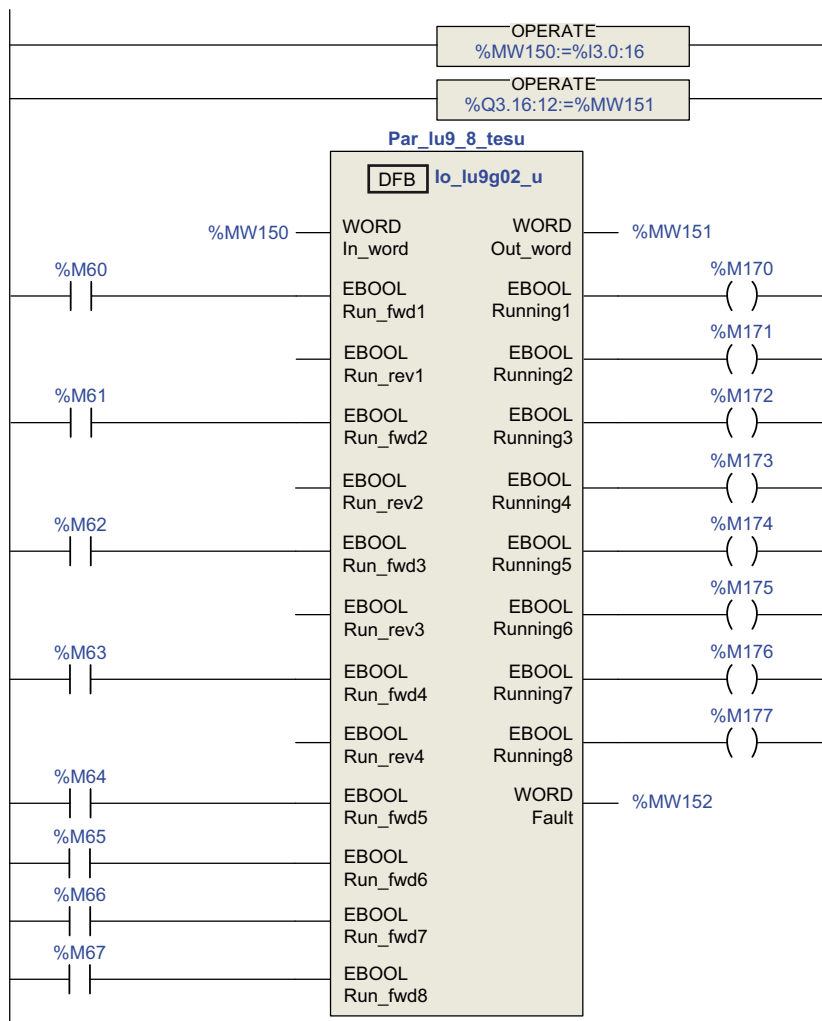 OPERATE
%MW150:=%I3.0:16
OPERATE
%Q3.16:12:=%MW151
Par_lu9_8_tesu
DFB Io_lu9g02_u
%MW150 WORD WORD %MW151
In_word Out_word
%M60 %M170
EBOOL EBOOL
Run_fwd1 Running1
%M171
EBOOL EBOOL
Run_rev1 Running2
%M61 %M172
EBOOL EBOOL
Run_fwd2 Running3
%M173
EBOOL EBOOL
Run_rev2 Running4
%M62 %M174
EBOOL EBOOL
Run_fwd3 Running5
%M175
EBOOL EBOOL
Run_rev3 Running6
%M63 %M176
EBOOL EBOOL
Run_fwd4 Running7
%M177
EBOOL EBOOL
Run_rev4 Running8
%M64
EBOOL WORD %MW152
Run_fwd5 Fault
%M65
EBOOL
Run_fwd6
%M66
EBOOL
Run_fwd7
%M67
EBOOL
Run_fwd8